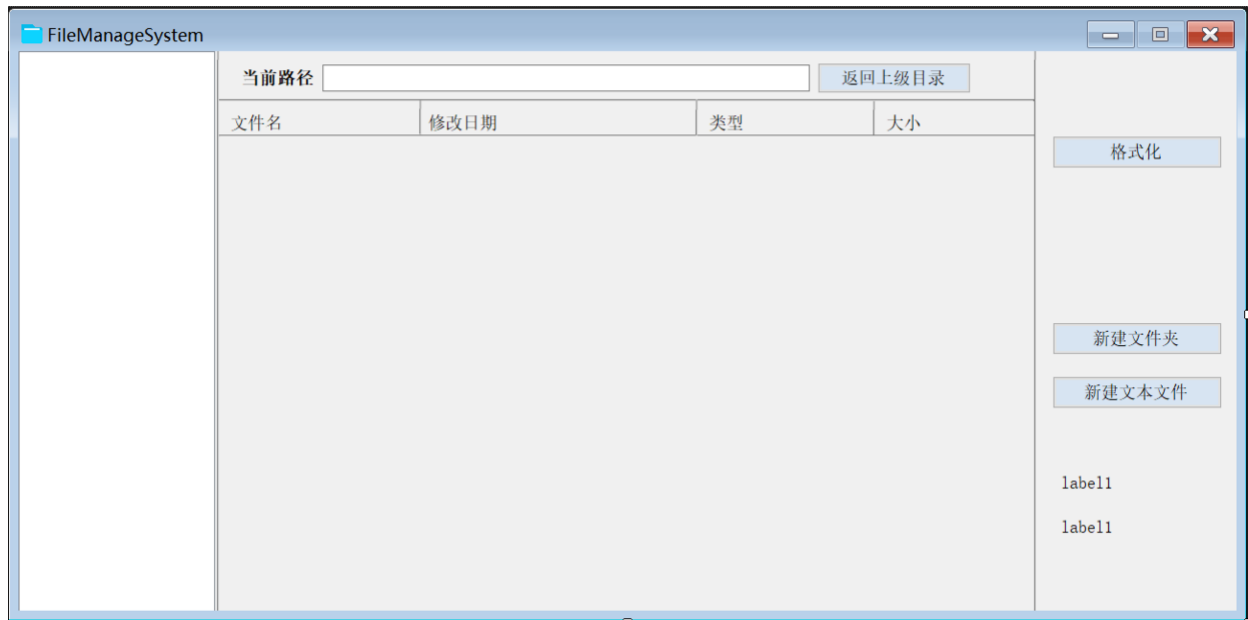 FileManageSystem
当前路径
返回上级目录
文件名 修改日期 类型 大小
格式化
新建文件夹
新建文本文件
label1
label1